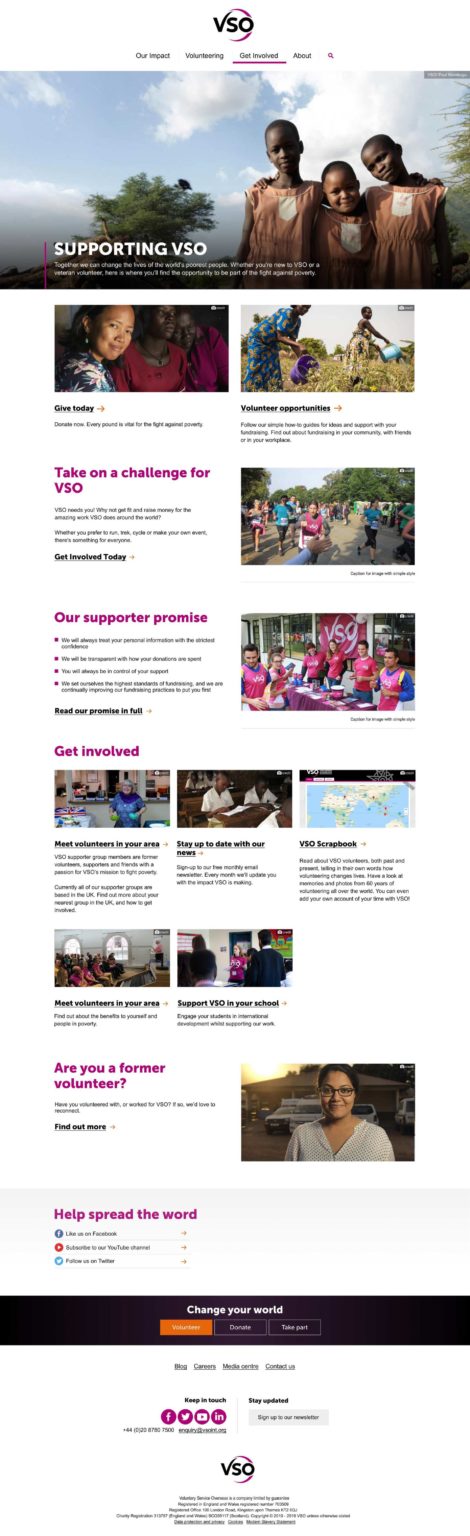 VSO
Our Impact
Volunteering
Get Involved
About
SUPPORTING VSO
Together we can change the lives of the world's poorest people. Whether you're new to VSO or a
veteran volunteer, here is where you'll find the opportunity to be part of the fight against poverty.
Give today
Donate now. Every pound is vital for the fight against poverty.
Volunteer opportunities
Follow our simple how-to guides for ideas and support with your
fundraising. Find out about fundraising in your community, with friends
or in your workplace.
Take on a challenge for
VSO
VSO needs you! Why not get fit and raise money for the
amazing work VSO does around the world?
Whether you prefer to run, trek, cycle or make your own event,
there's something for everyone.
Get Involved Today
Caption for image with simple style
Our supporter promise
We will always treat your personal information with the strictest
confidence
We will be transparent with how your donations are spent
You will always be in control of your support
We set ourselves the highest standards of fundraising, and we are
continually improving our fundraising practices to put you first
Read our promise in full
VSO
Caption for image with simple style
Get involved
Meet volunteers in your area
VSO supporter group members are former
volunteers, supporters and friends with a
passion for VSO's mission to fight poverty.
Currently all of our supporter groups are
based in the UK. Find out more about your
nearest group in the UK, and how to get
involved.
Stay up to date with our
news
Sign-up to our free monthly email
newsletter. Every month we'll update you
with the impact VSO is making.
VSO
VSO Scrapbook
Read about VSO volunteers, both past and
present, telling in their own words how
volunteering changes lives. Have a look at
memories and photos from 60 years of
volunteering all over the world. You can even
add your own account of your time with VSO!
Meet volunteers in your area
Find out about the benefits to yourself and
people in poverty.
Support VSO in your school
Engage your students in international
development whilst supporting our work.
Are you a former
volunteer?
Have you volunteered with, or worked for VSO? If so, we'd love to
reconnect.
Find out more
Help spread the word
Like us on Facebook
Subscribe to our YouTube channel
Follow us on Twitter
Change your world
Volunteer
Donate
Take part
Blog
Careers
Media centre
Contact us
Keep in touch
+44 (0)20 8780 7500 enquiry@vsoint.org
Stay updated
Sign up to our newsletter
VSO
Voluntary Service Overseas is a company limited by guarantee
Registered in England and Wales registered number 703509
Registered Office 100 London Road, Kingston upon Thames KT2 6QJ
Charity Registration 313757 (England and Wales) SCO39117 (Scotland). Copyright © 2010 - 2018 VSO unless otherwise stated
Data protection and privacy Cookies Modern Slavery Statement